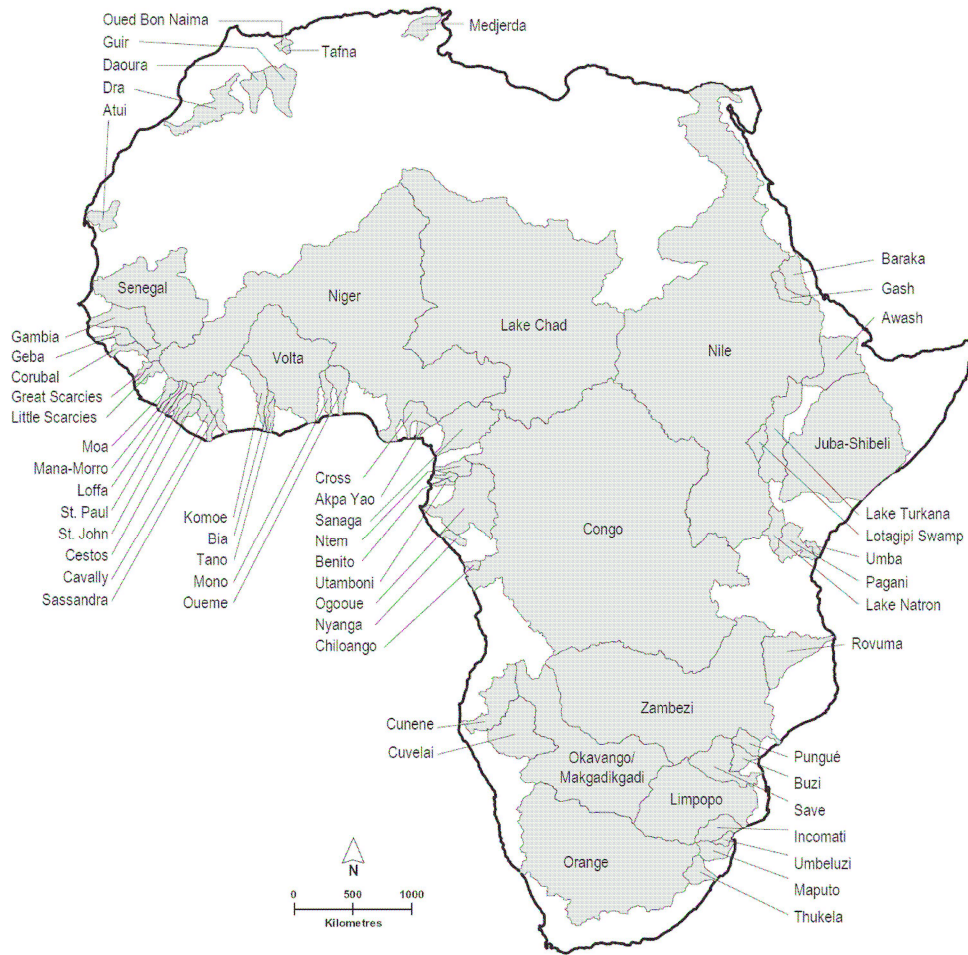 Oued Bon Naima
Guir
Daoura
Dra
Atui
Tafna
Medjerda
Senegal
Gambia
Geba
Corubal
Great Scarcies
Little Scarcies
Moa
Mana-Morro
Loffa
St. Paul
St. John
Cestos
Cavally
Sassandra
Niger
Volta
Lake Chad
Nile
Baraka
Gash
Awash
Juba-Shibeli
Komoe
Bia
Tano
Mono
Oueme
Cross
Akpa Yao
Sanaga
Ntem
Benito
Utamboni
Ogooue
Nyanga
Chiloango
Congo
Lake Turkana
Lotagipi Swamp
Umba
Pagani
Lake Natron
Rovuma
Zambezi
Cunene
Cuvelai
Okavango/
Makgadikgadi
Limpopo
Orange
Pungué
Buzi
Save
Incomati
Umbeluzi
Maputo
Thukela
N
0 500 1000
Kilometres